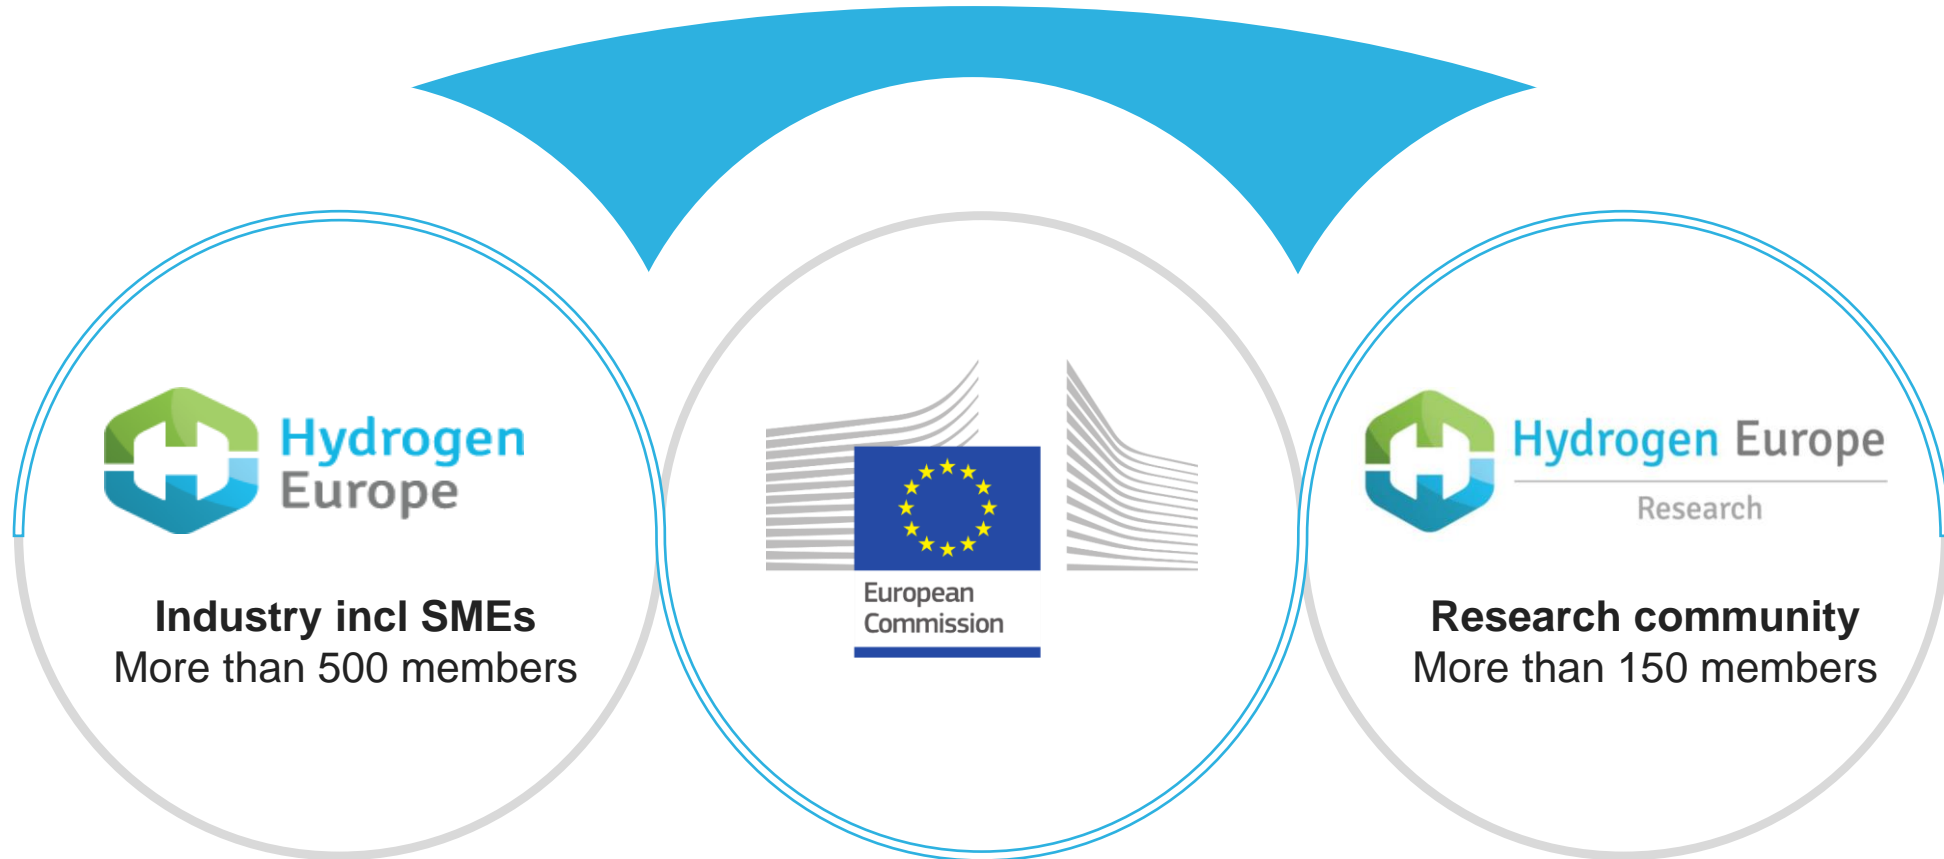 Hydrogen
Europe
Industry incl SMEs
More than 500 members
European
Commission
Hydrogen Europe
Research
Research community
More than 150 members